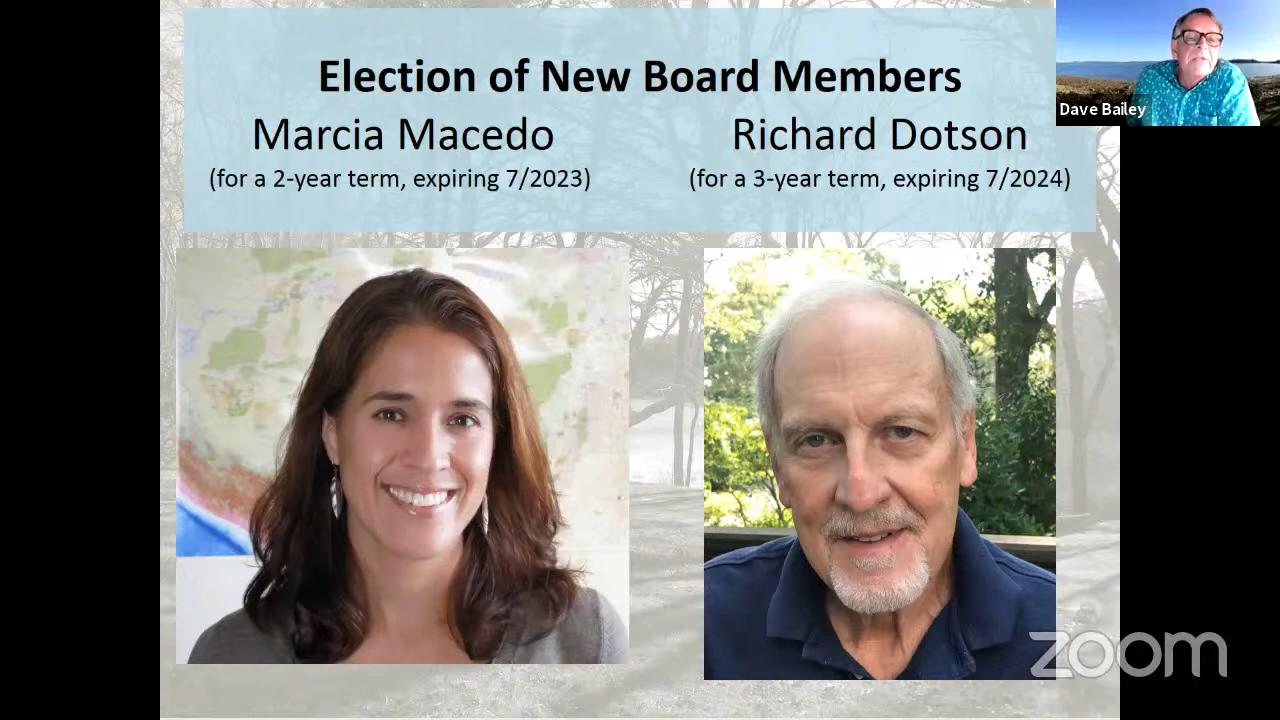 Election of New Board Members
Marcia Macedo
(for a 2-year term, expiring 7/2023)
Richard Dotson
(for a 3-year term, expiring 7/2024)
Dave Bailey
zoom